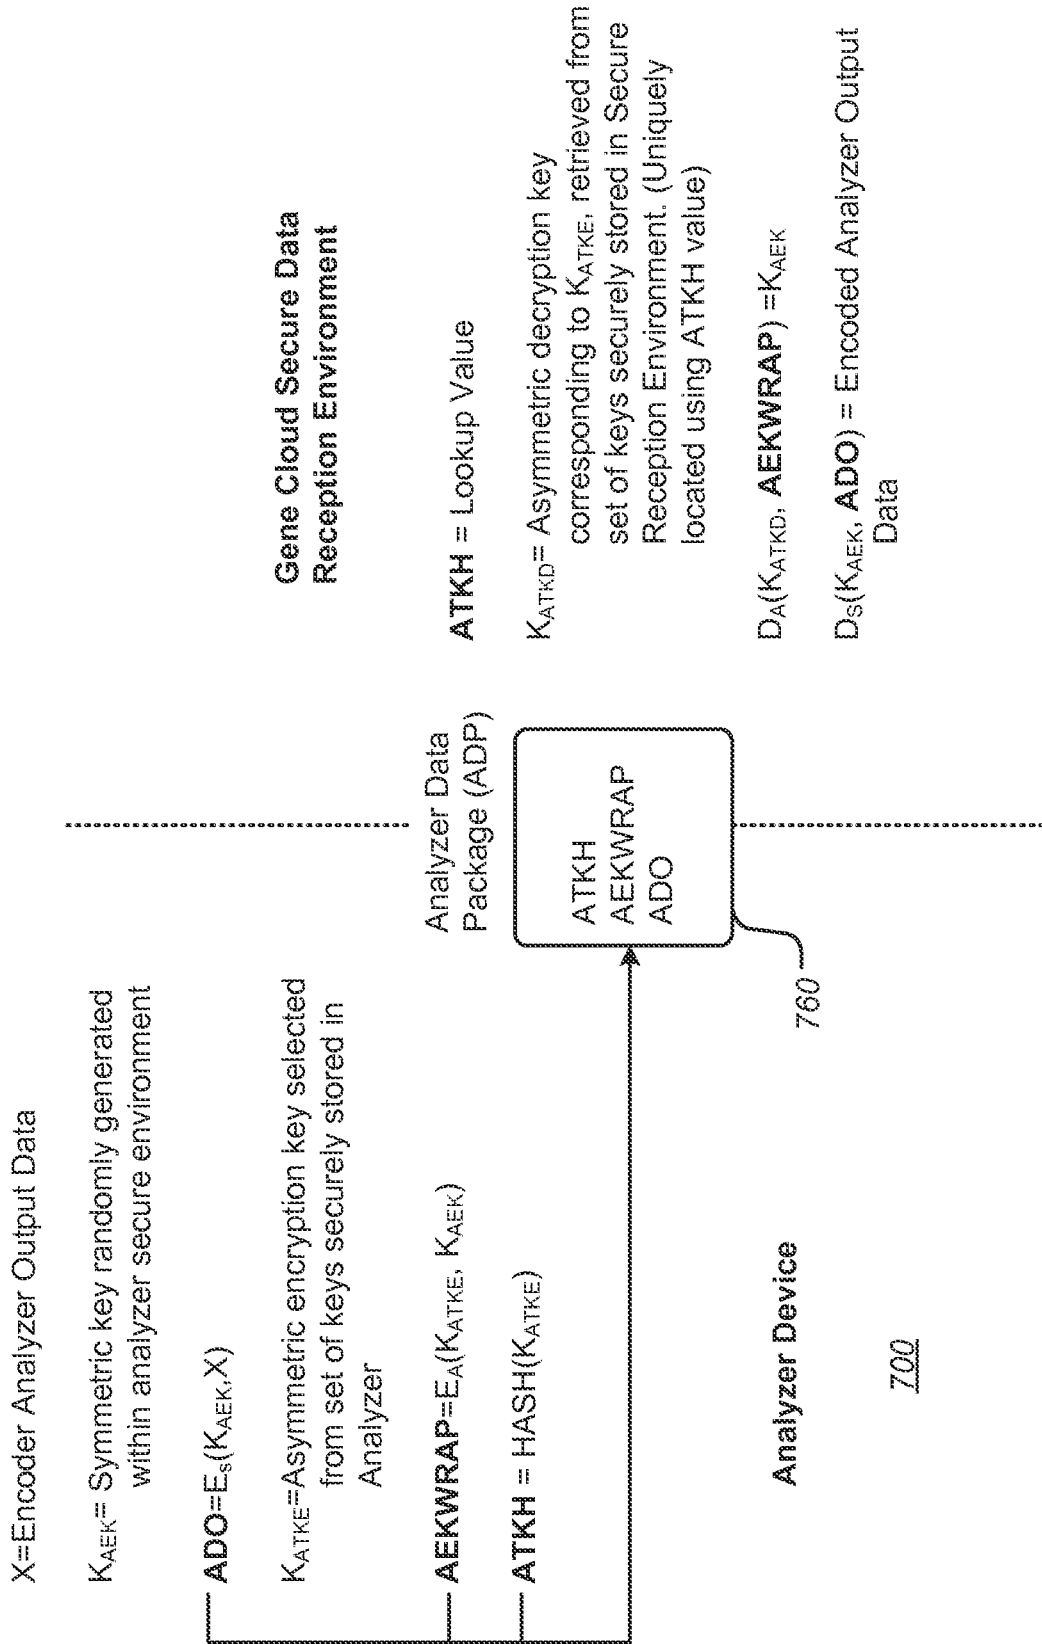 X=Encoder Analyzer Output Data
KAEK= Symmetric key randomly generated
within analyzer secure environment
ADO=Es(KAEK,X)
KATKE=Asymmetric encryption key selected
from set of keys securely stored in
Analyzer
AEKWRAP=EA(KATKE, KAEK)
ATKH = HASH(KATKE)
Analyzer Device
700
Analyzer Data
Package (ADP)
ATKH
AEKWRAP
ADO
760
Gene Cloud Secure Data
Reception Environment
ATKH = Lookup Value
KATKD= Asymmetric decryption key
corresponding to KATKE, retrieved from
set of keys securely stored in Secure
Reception Environment. (Uniquely
located using ATKH value)
DA(KATKD, AEKWRAP) =KAEK
DS(KAEK, ADO) = Encoded Analyzer Output
Data